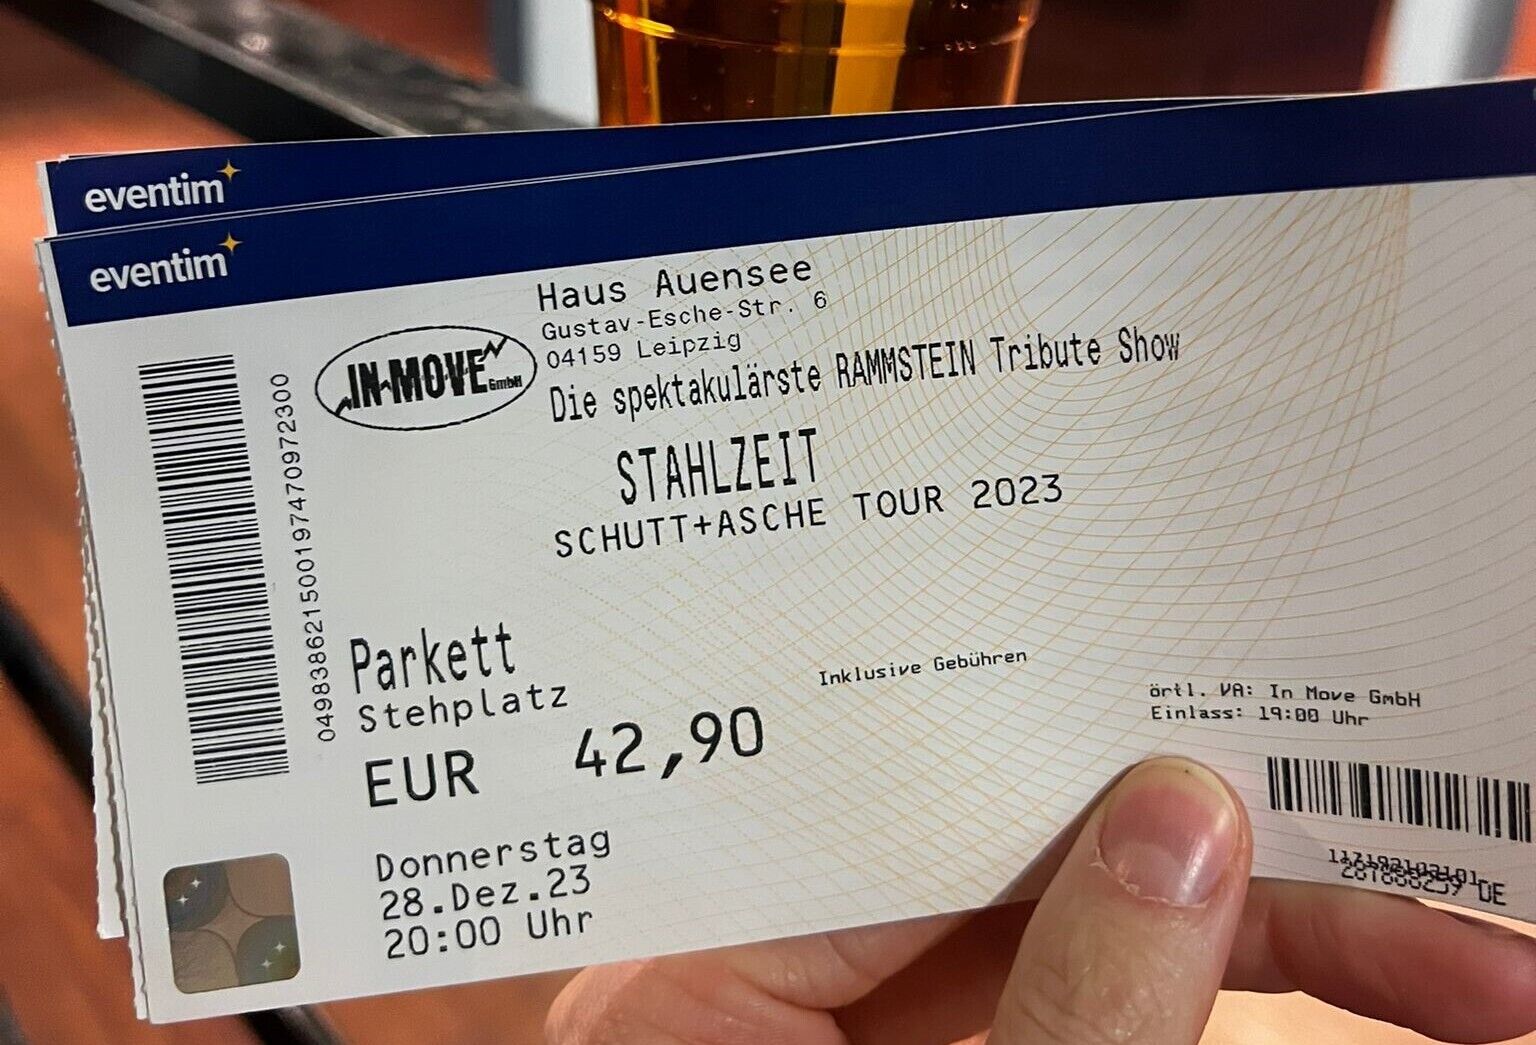 eventim
eventim
Haus Auensee
Gustav-Esche-Str. 6
04159 Leipzig
IN-MOVE GmbH
Die spektakulärste RAMMSTEIN Tribute Show
STAHLZEIT
SCHUTT+ASCHE TOUR 2023
0498386215001974709972300
Parkett
Stehplatz
Inklusive Gebühren
EUR 42,90
örtl. VA: In Move GmbH
Einlass: 19:00 Uhr
Donnerstag
28.Dez.23
20:00 Uhr
DE